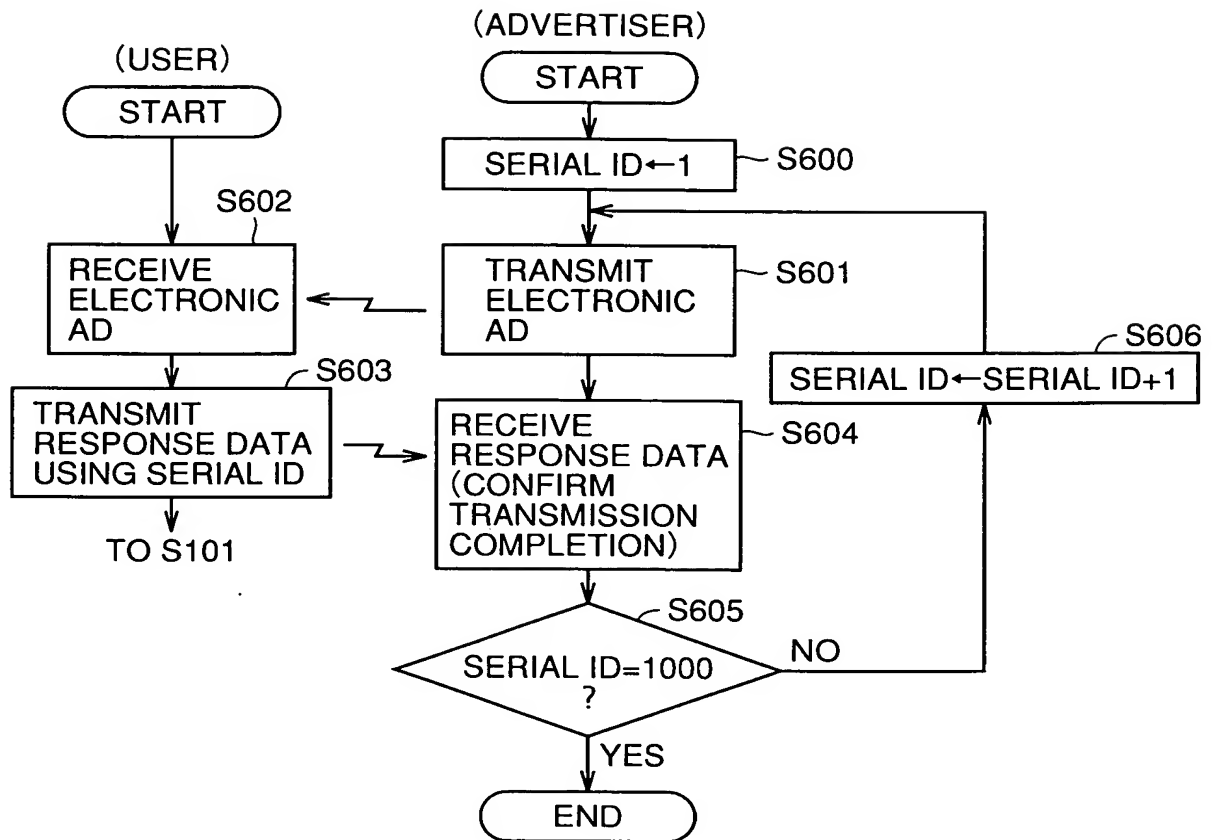 (USER)
START
S602
RECEIVE
ELECTRONIC
AD
S603
TRANSMIT
RESPONSE DATA
USING SERIAL ID
TO S101
(ADVERTISER)
START
SERIAL ID←1
S600
TRANSMIT
ELECTRONIC
AD
S601
RECEIVE
RESPONSE DATA
(CONFIRM
TRANSMISSION
COMPLETION)
S604
S605
SERIAL ID=1000
?
NO
YES
END
S606
SERIAL ID←SERIAL ID+1